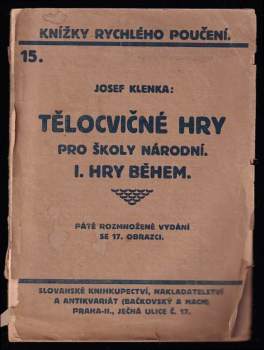 KNÍŽKY RYCHLÉHO POUČENÍ.
15.
JOSEF KLENKA:
TĚLOCVIČNÉ HRY
PRO ŠKOLY NÁRODNÍ.
I. HRY BĚHEM.
PÁTÉ ROZMNOŽENÉ VYDÁNÍ
SE 17. OBRAZCI.
SLOVANSKÉ KNIHKUPECTVÍ, NAKLADATELSTVÍ
A ANTIKVARIÁT (BAČKOVSKÝ A HACH)
PRAHA-II., JEČNÁ ULICE Č. 17.